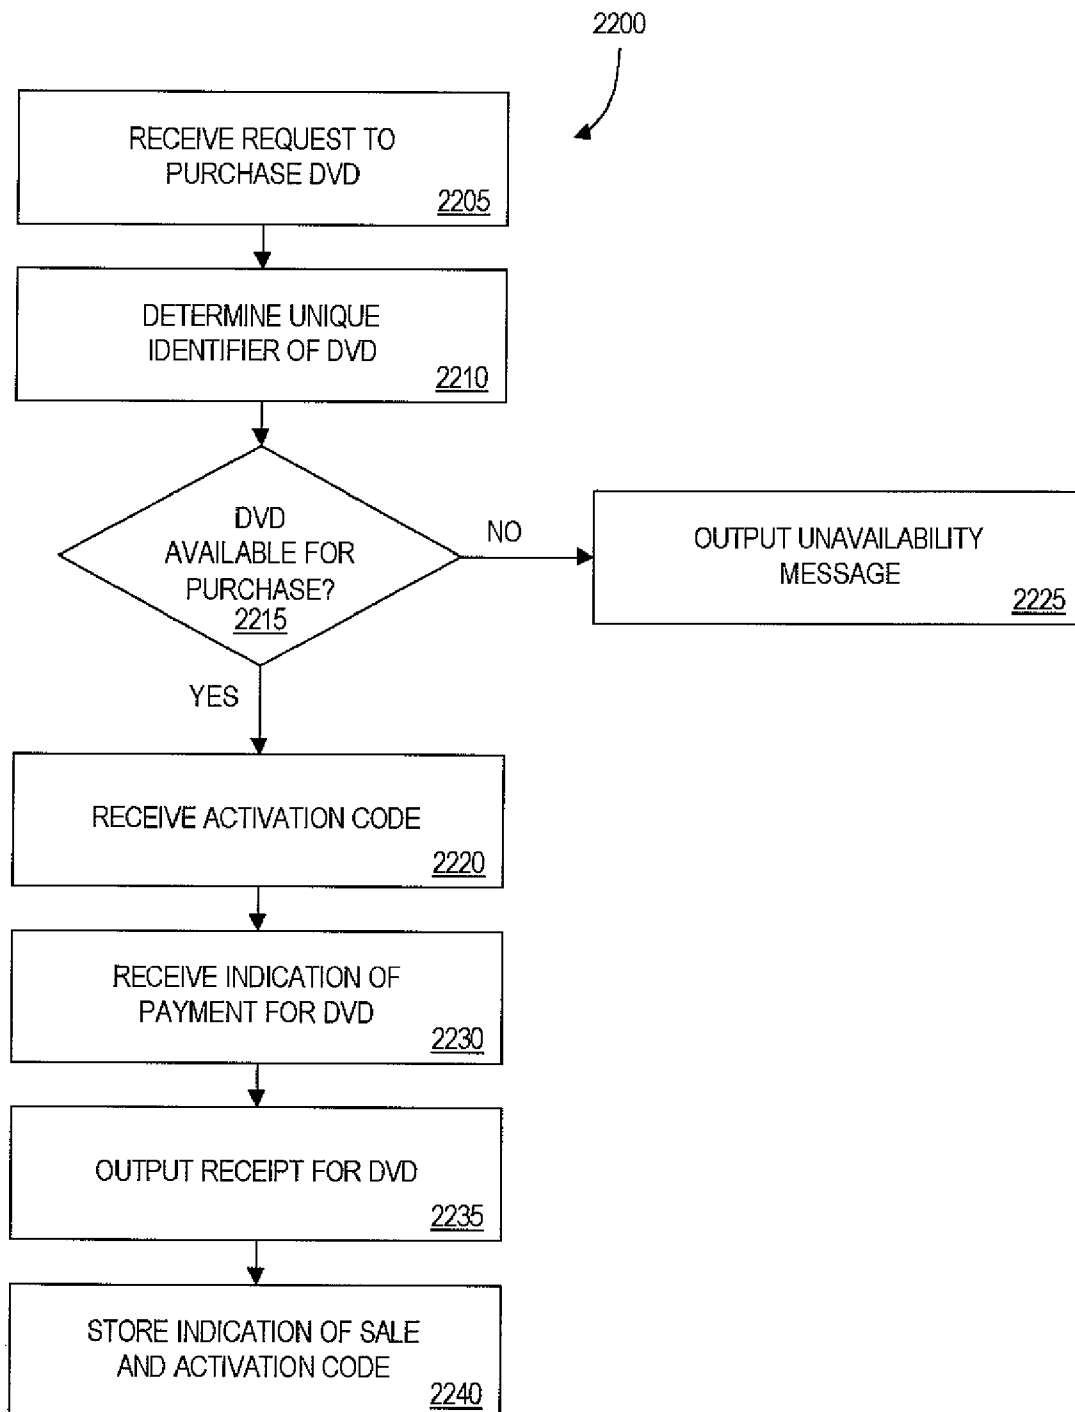 2200
RECEIVE REQUEST TO
PURCHASE DVD
2205
DETERMINE UNIQUE
IDENTIFIER OF DVD
2210
DVD
AVAILABLE FOR
PURCHASE?
2215
NO
OUTPUT UNAVAILABILITY
MESSAGE
2225
YES
RECEIVE ACTIVATION CODE
2220
RECEIVE INDICATION OF
PAYMENT FOR DVD
2230
OUTPUT RECEIPT FOR DVD
2235
STORE INDICATION OF SALE
AND ACTIVATION CODE
2240